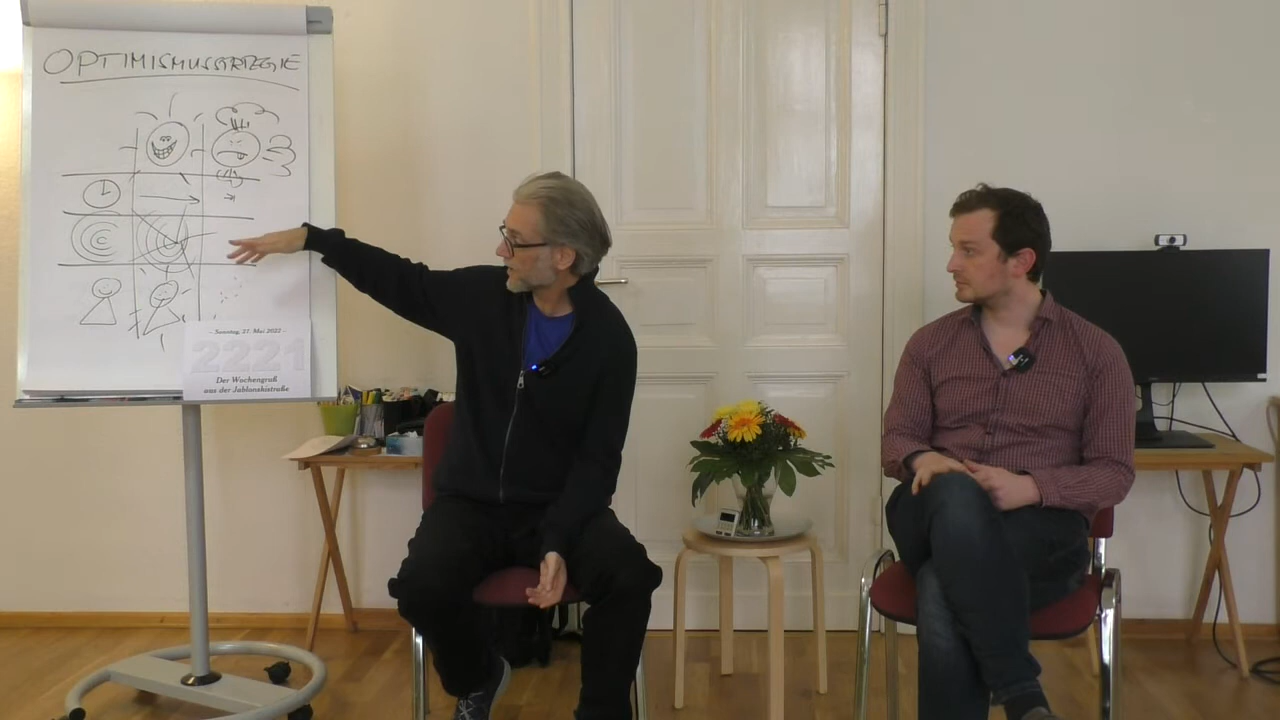 OPTIMISMUSSTRATEGIE
– Sonntag, 27. Mai 2022 –
2221
Der Wochengruß
aus der Jablonskistraße